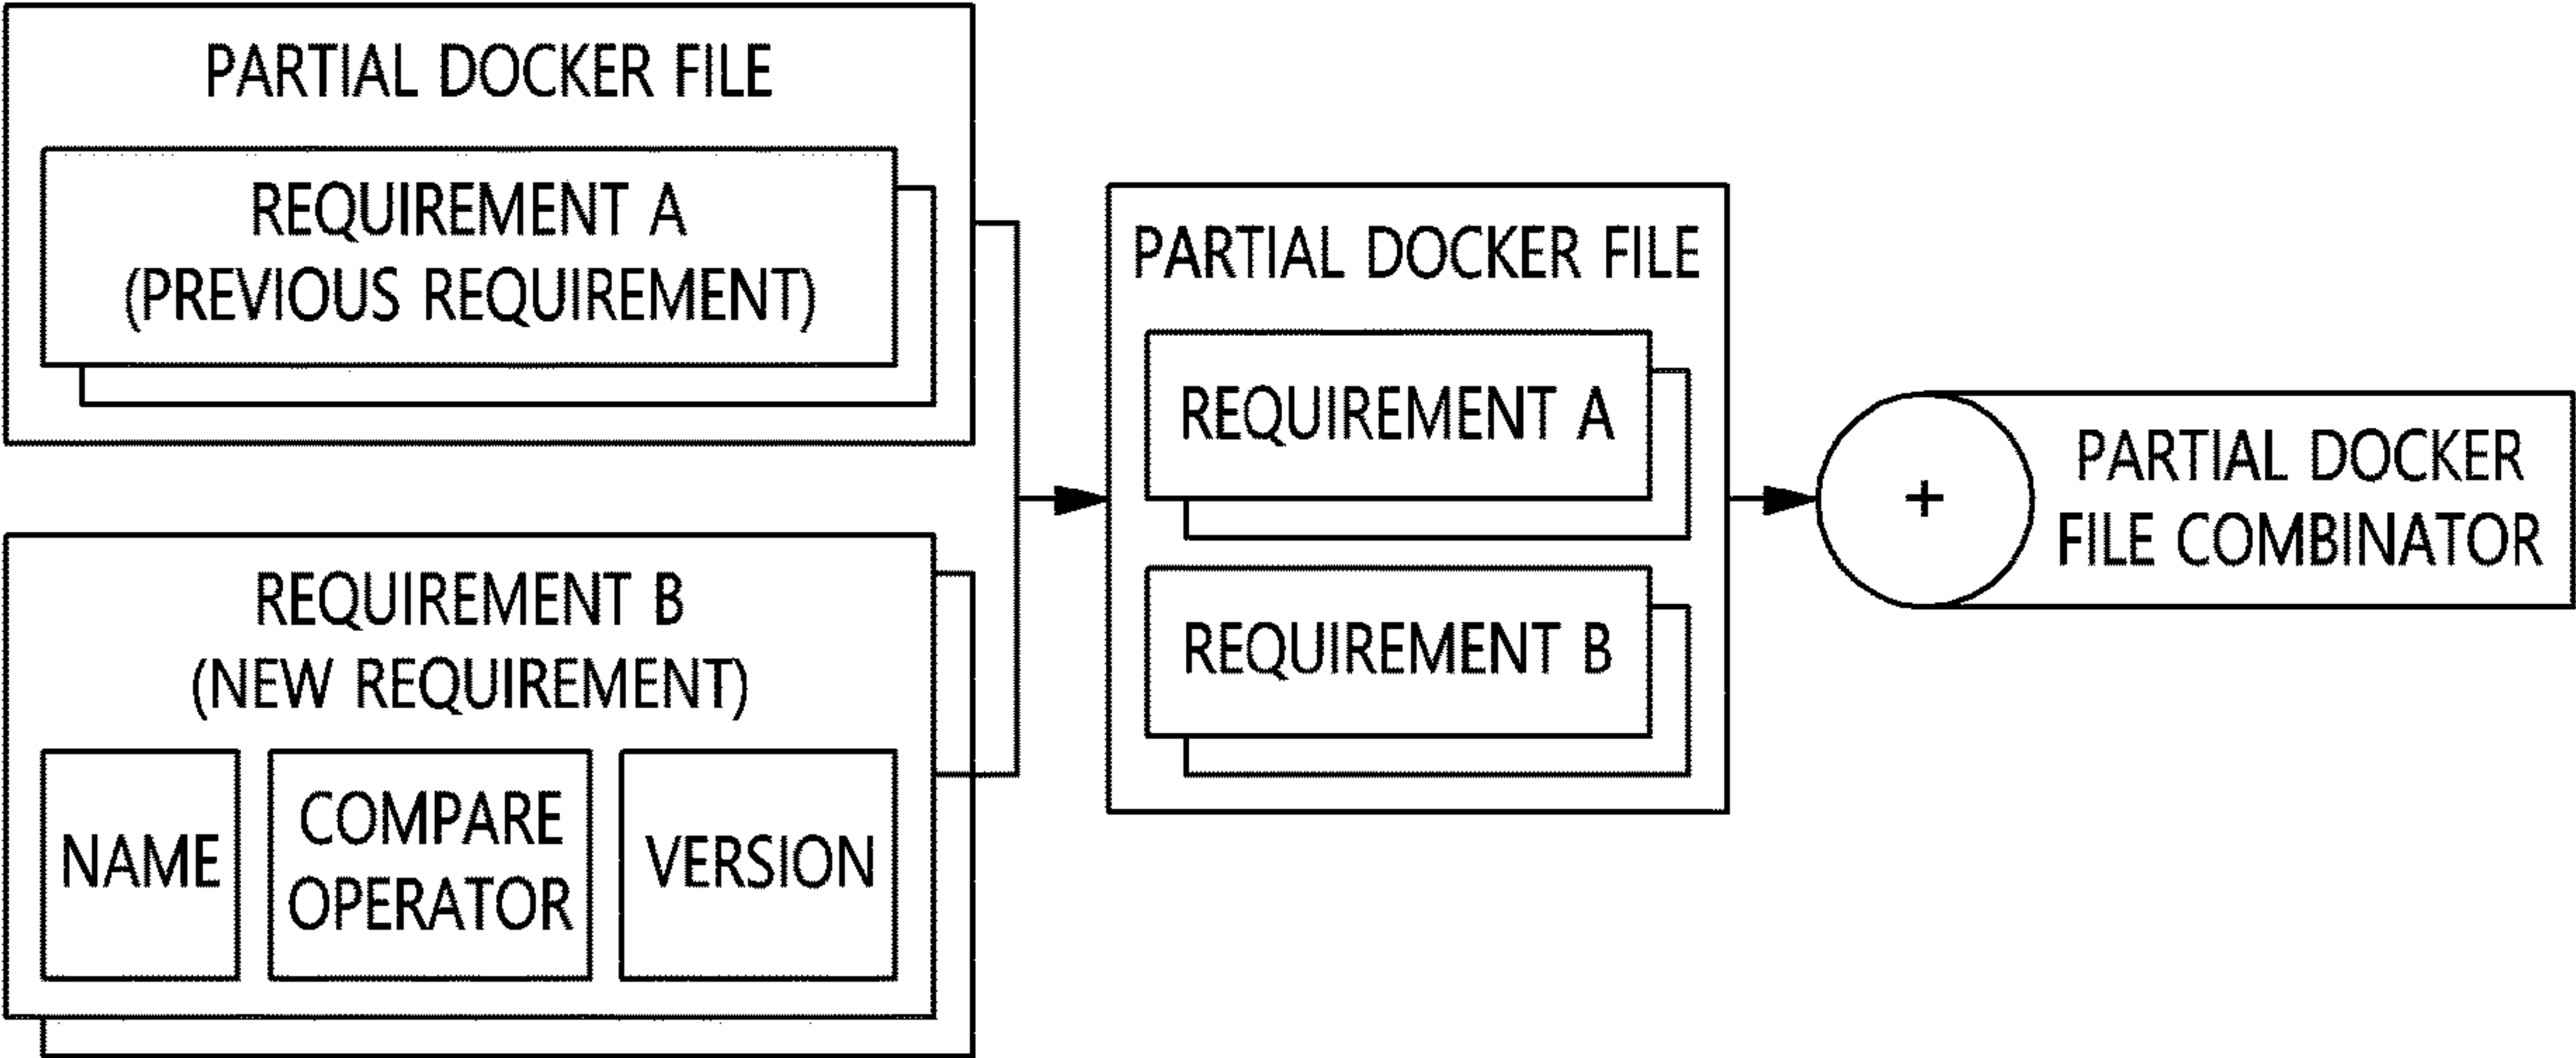 PARTIAL DOCKER FILE
REQUIREMENT A
(PREVIOUS REQUIREMENT)
REQUIREMENT B
(NEW REQUIREMENT)
NAME
COMPARE
OPERATOR
VERSION
PARTIAL DOCKER FILE
REQUIREMENT A
REQUIREMENT B
+
PARTIAL DOCKER
FILE COMBINATOR